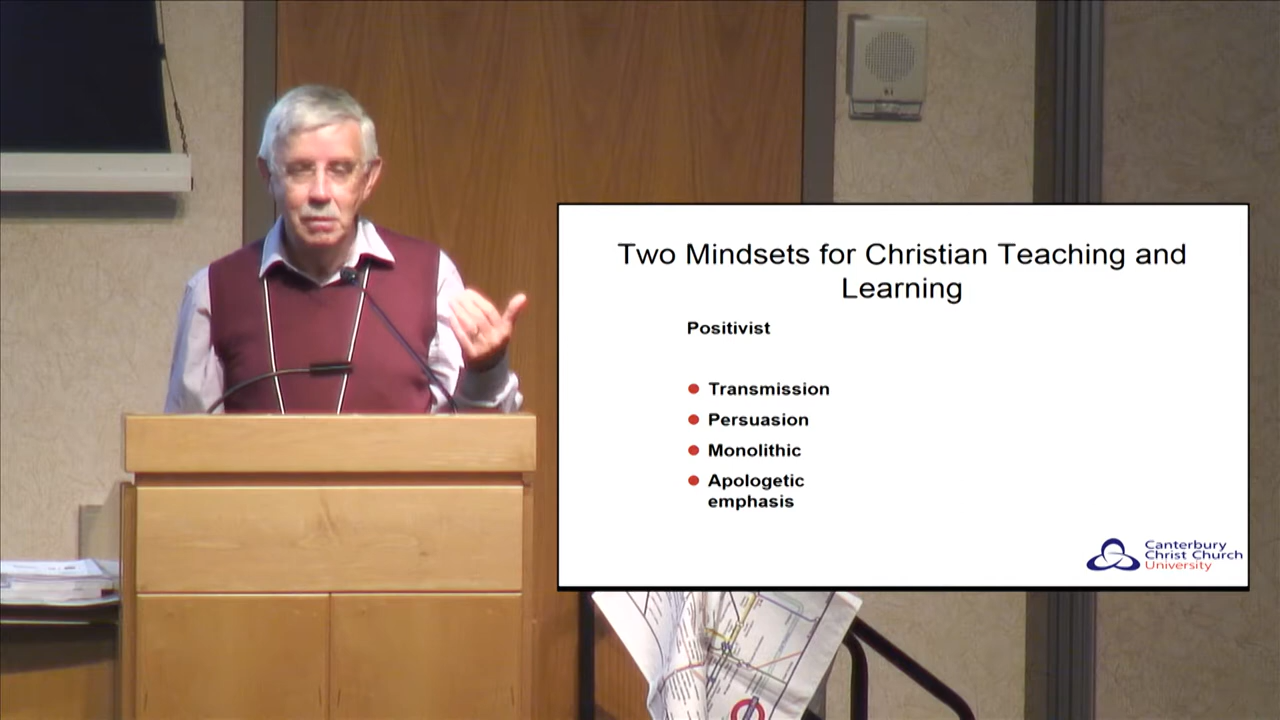 Two Mindsets for Christian Teaching and
Learning
Positivist
Transmission
Persuasion
Monolithic
Apologetic
emphasis
Canterbury
Christ Church
University